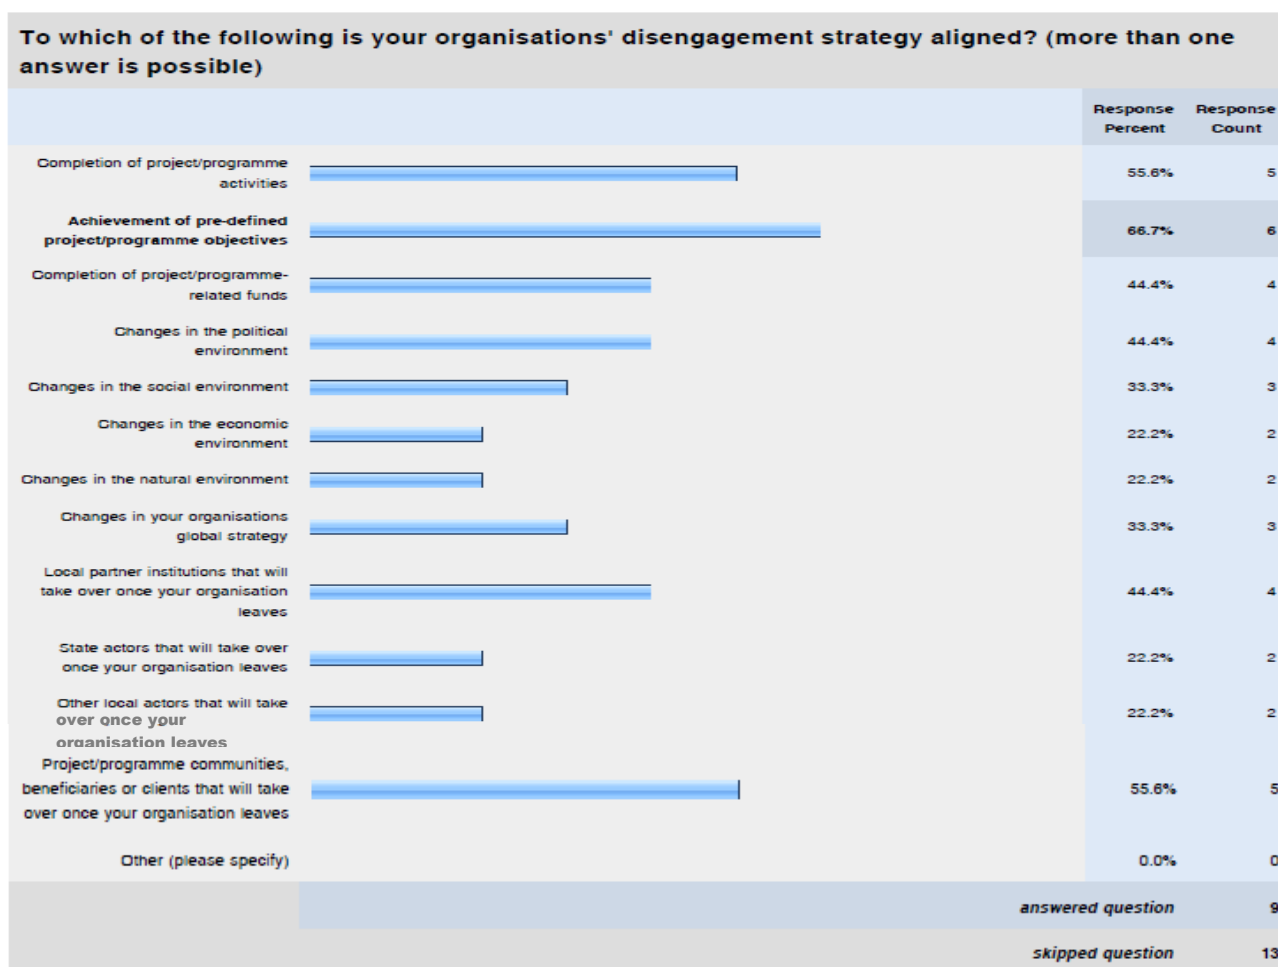 To which of the following is your organisations' disengagement strategy aligned? (more than one
answer is possible)
Response Percent
Response Count
Completion of project/programme
activities
55.6% 5
Achievement of pre-defined
project/programme objectives
66.7% 6
Completion of project/programme-
related funds
44.4% 4
Changes in the political
environment
44.4% 4
Changes in the social environment 33.3% 3
Changes in the economic
environment
22.2% 2
Changes in the natural environment 22.2% 2
Changes in your organisations
global strategy
33.3% 3
Local partner institutions that will
take over once your organisation
leaves
44.4% 4
State actors that will take over
once your organisation leaves
22.2% 2
Other local actors that will take
over once your
organisation leaves
22.2% 2
Project/programme communities,
beneficiaries or clients that will take
over once your organisation leaves
55.6% 5
Other (please specify) 0.0% 0
answered question 9
skipped question 13